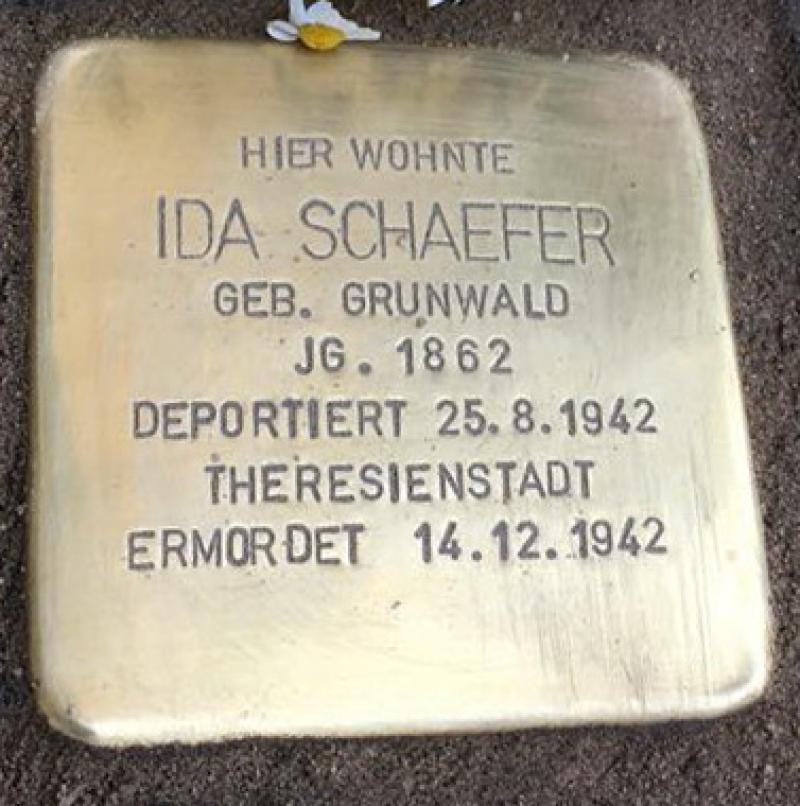 HIER WOHNTE
IDA SCHAEFER
GEB. GRUNWALD
JG. 1862
DEPORTIERT 25.8.1942
THERESIENSTADT
ERMORDET 14.12.1942